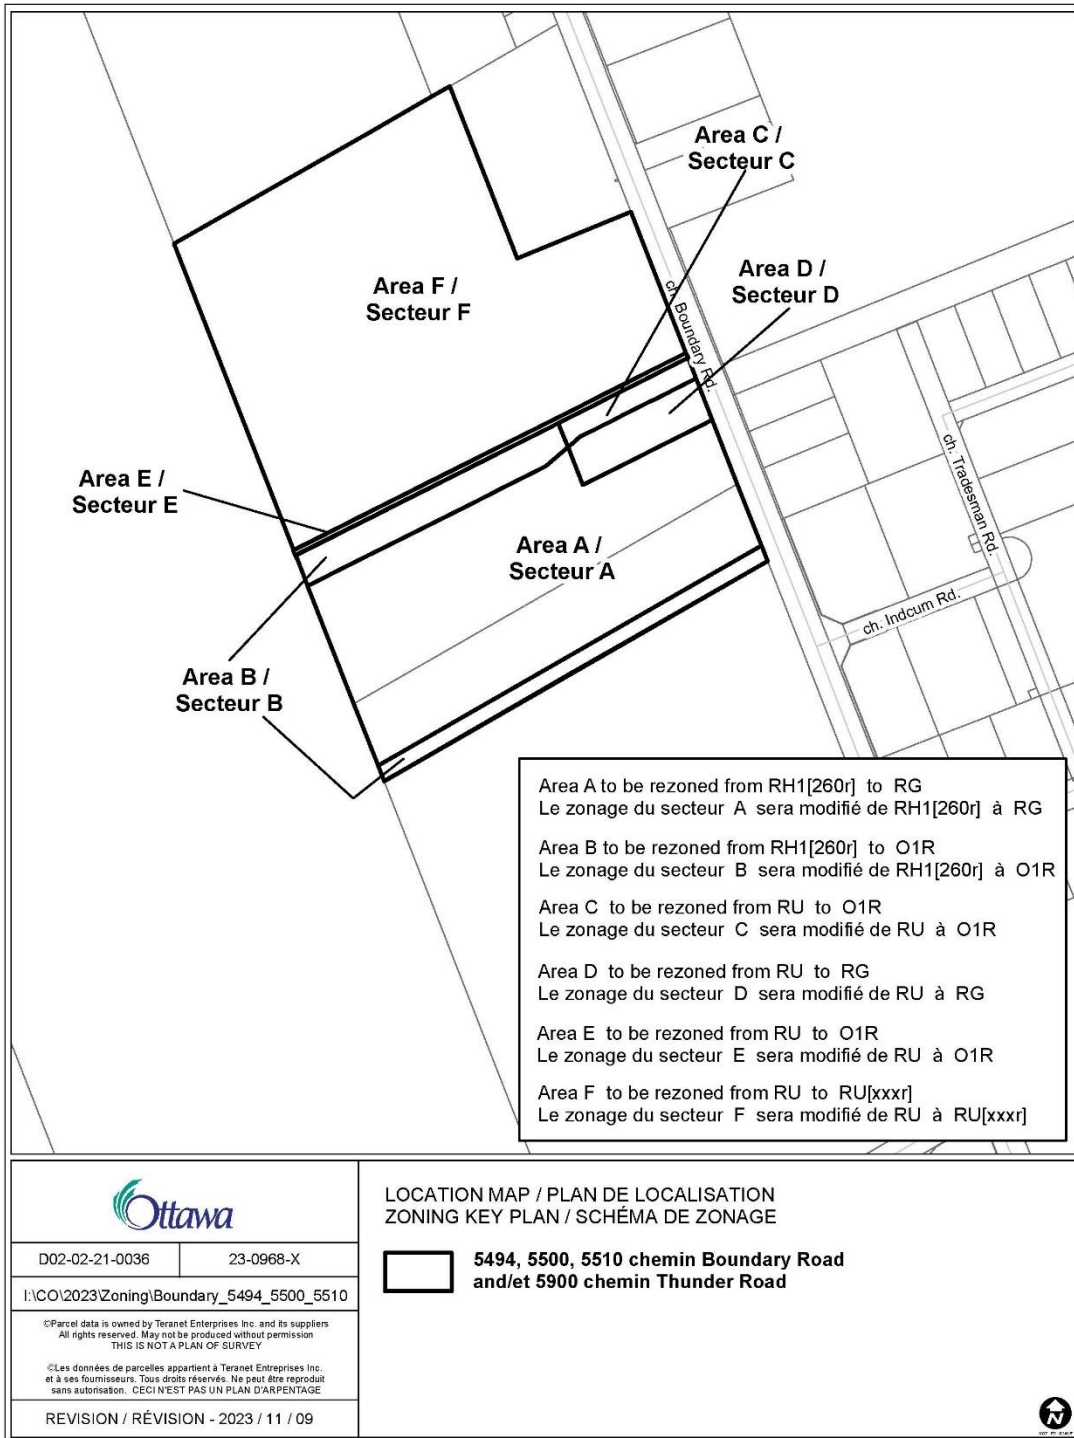 Area C /
Secteur C
Area D /
Secteur D
Area F /
Secteur F
ch. Boundary Rd.
ch. Tradesman Rd.
Area E /
Secteur E
Area A /
Secteur A
ch. Indcum Rd.
Area B /
Secteur B
Area A to be rezoned from RH1[260r] to RG
Le zonage du secteur A sera modifié de RH1[260r] à RG
Area B to be rezoned from RH1[260r] to O1R
Le zonage du secteur B sera modifié de RH1[260r] à O1R
Area C to be rezoned from RU to O1R
Le zonage du secteur C sera modifié de RU à O1R
Area D to be rezoned from RU to RG
Le zonage du secteur D sera modifié de RU à RG
Area E to be rezoned from RU to O1R
Le zonage du secteur E sera modifié de RU à O1R
Area F to be rezoned from RU to RU[xxxr]
Le zonage du secteur F sera modifié de RU à RU[xxxr]
Ottawa
D02-02-21-0036
23-0968-X
I:\CO\2023\Zoning\Boundary_5494_5500_5510
©Parcel data is owned by Teranet Enterprises Inc. and its suppliers
All rights reserved. May not be produced without permission
THIS IS NOT A PLAN OF SURVEY
©Les données de parcelles appartient à Teranet Entreprises Inc.
et à ses fournisseurs. Tous droits réservés. Ne peut être reproduit
sans autorisation. CECI N'EST PAS UN PLAN D'ARPENTAGE
REVISION / RÉVISION - 2023 / 11 / 09
LOCATION MAP / PLAN DE LOCALISATION
ZONING KEY PLAN / SCHÉMA DE ZONAGE
5494, 5500, 5510 chemin Boundary Road
and/et 5900 chemin Thunder Road
N
NOT TO SCALE